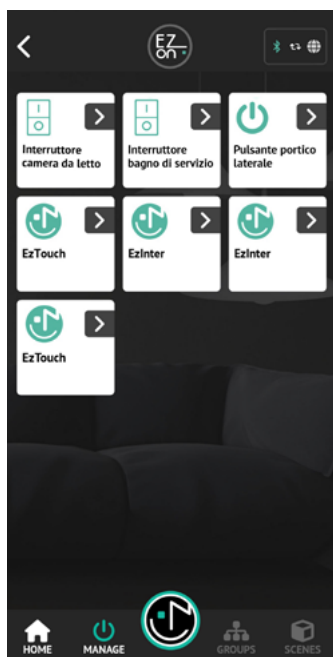 EZ
on
Interruttore
camera da letto
Interruttore
bagno di servizio
Pulsante portico
laterale
EzTouch
EzInter
EzInter
EzTouch
HOME
MANAGE
GROUPS
SCENES